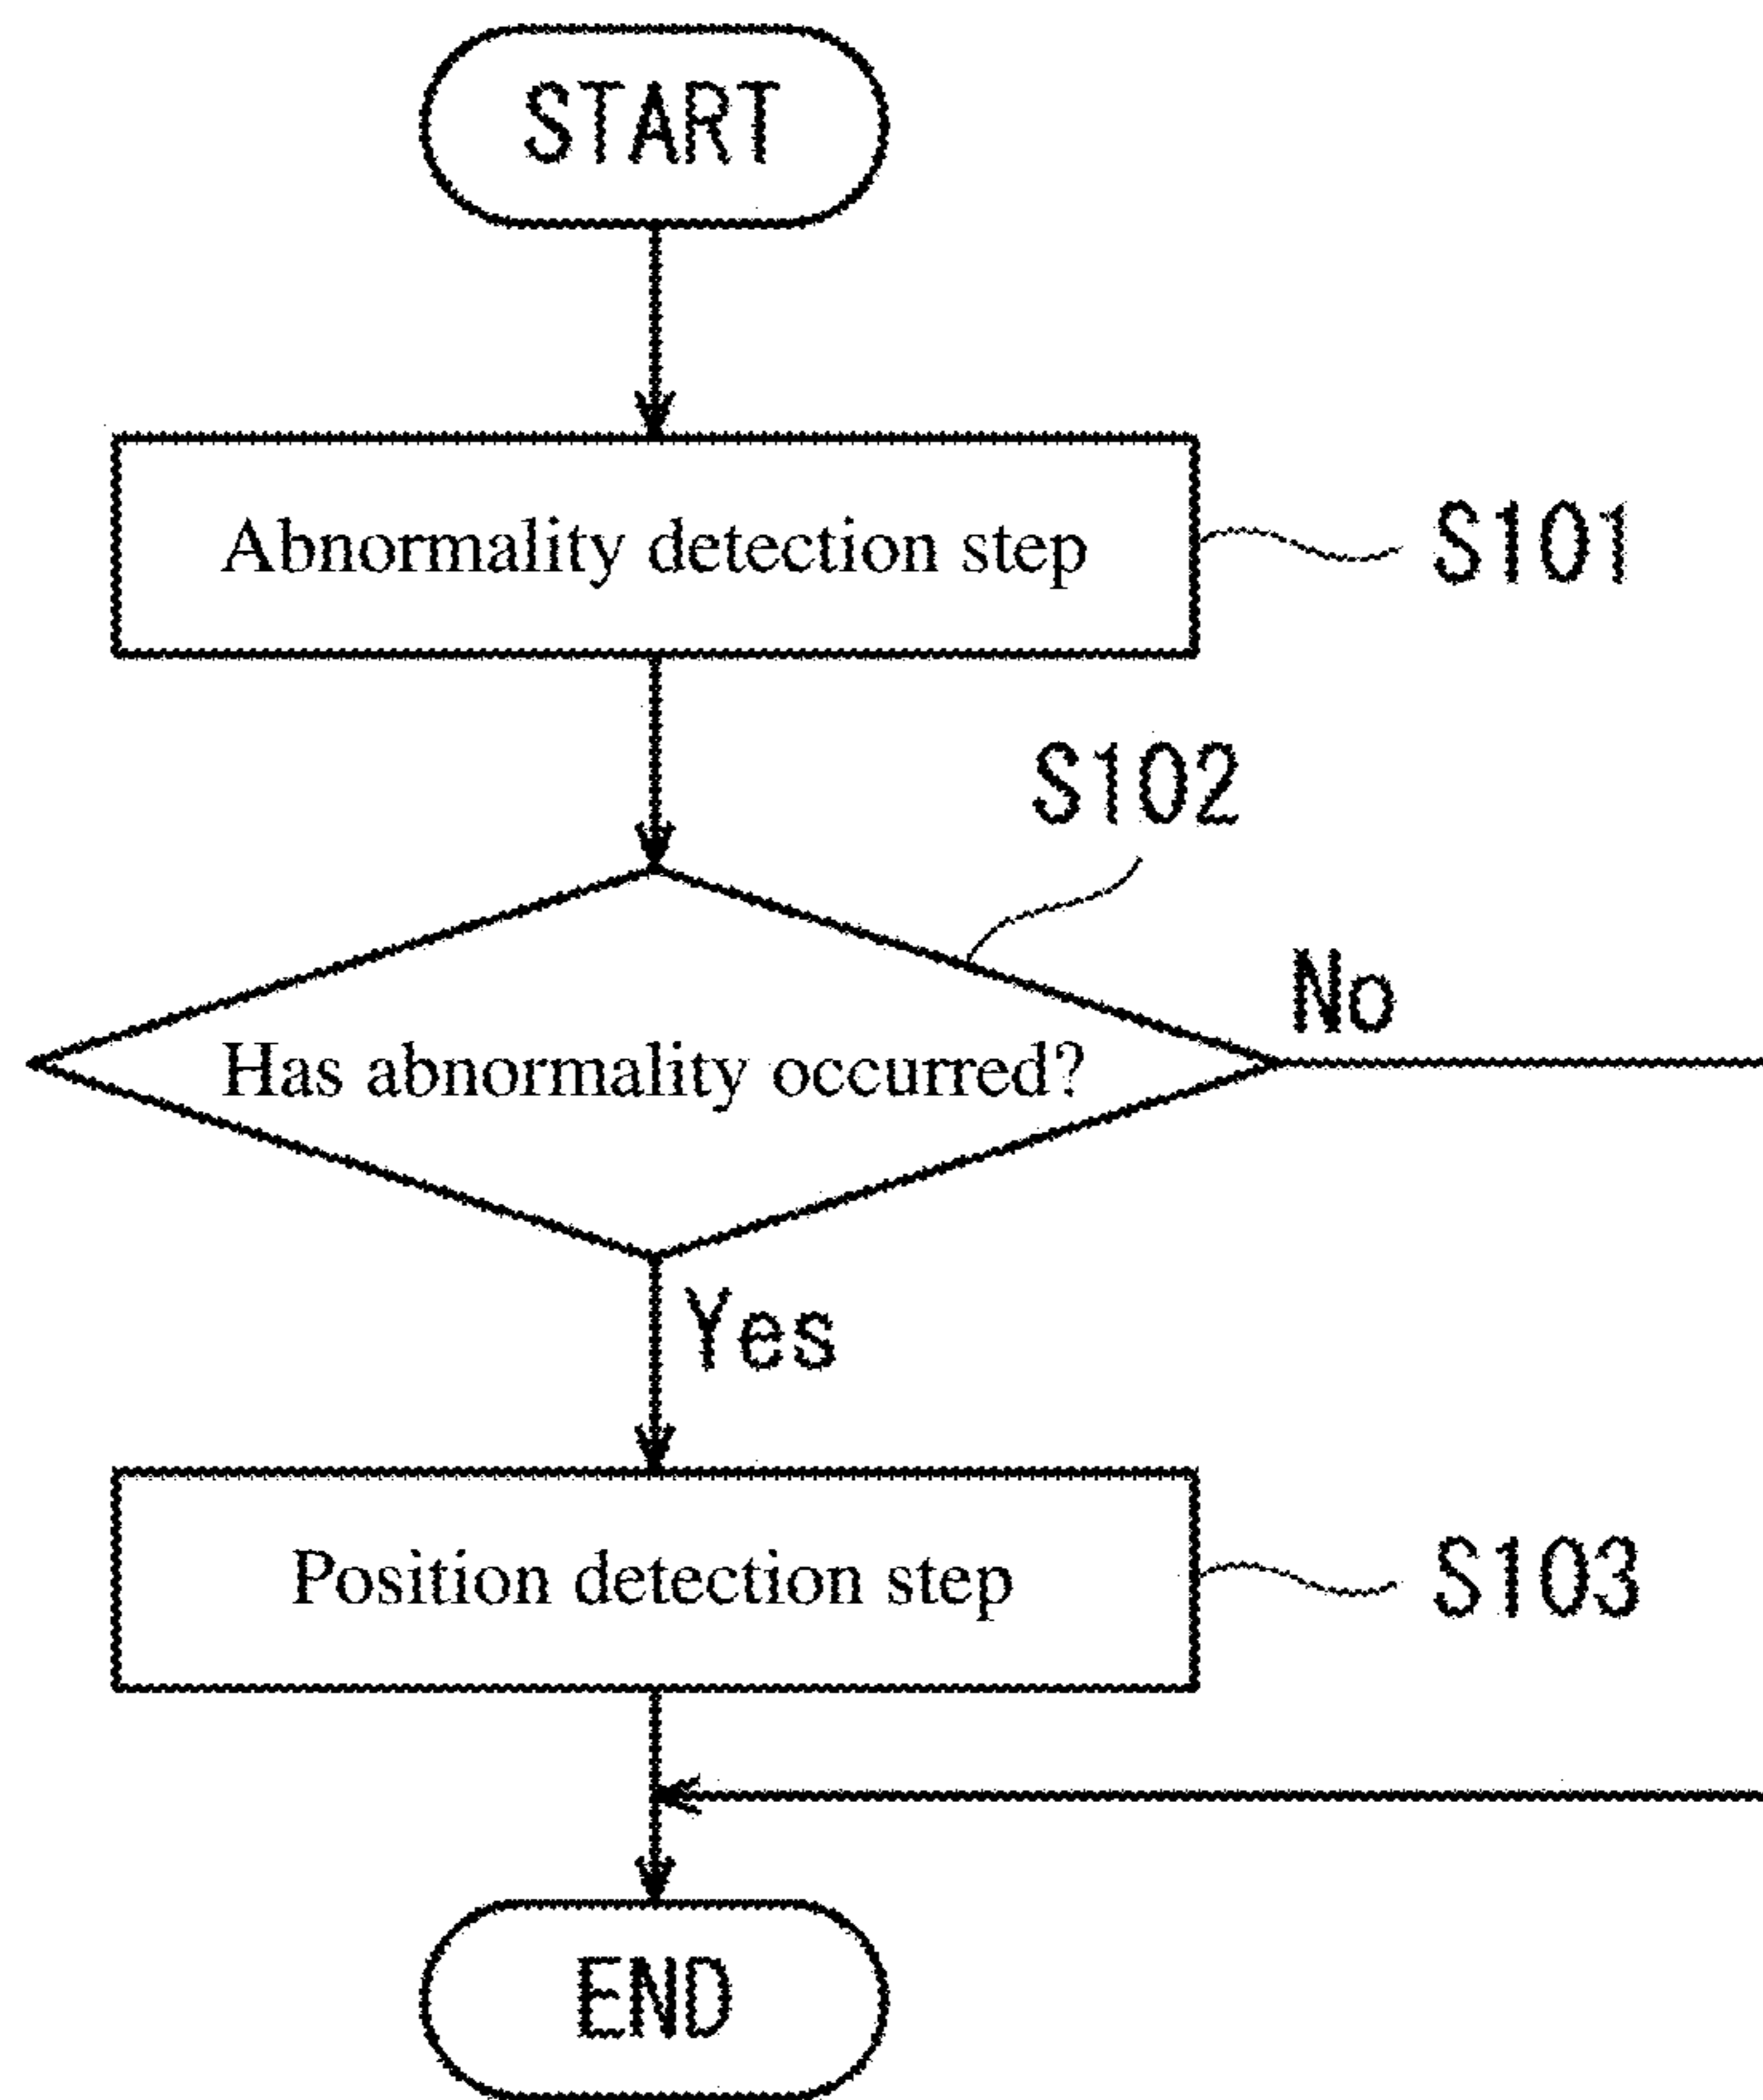 START
Abnormality detection step
S101
S102
Has abnormality occurred?
No
Yes
Position detection step
S103
END